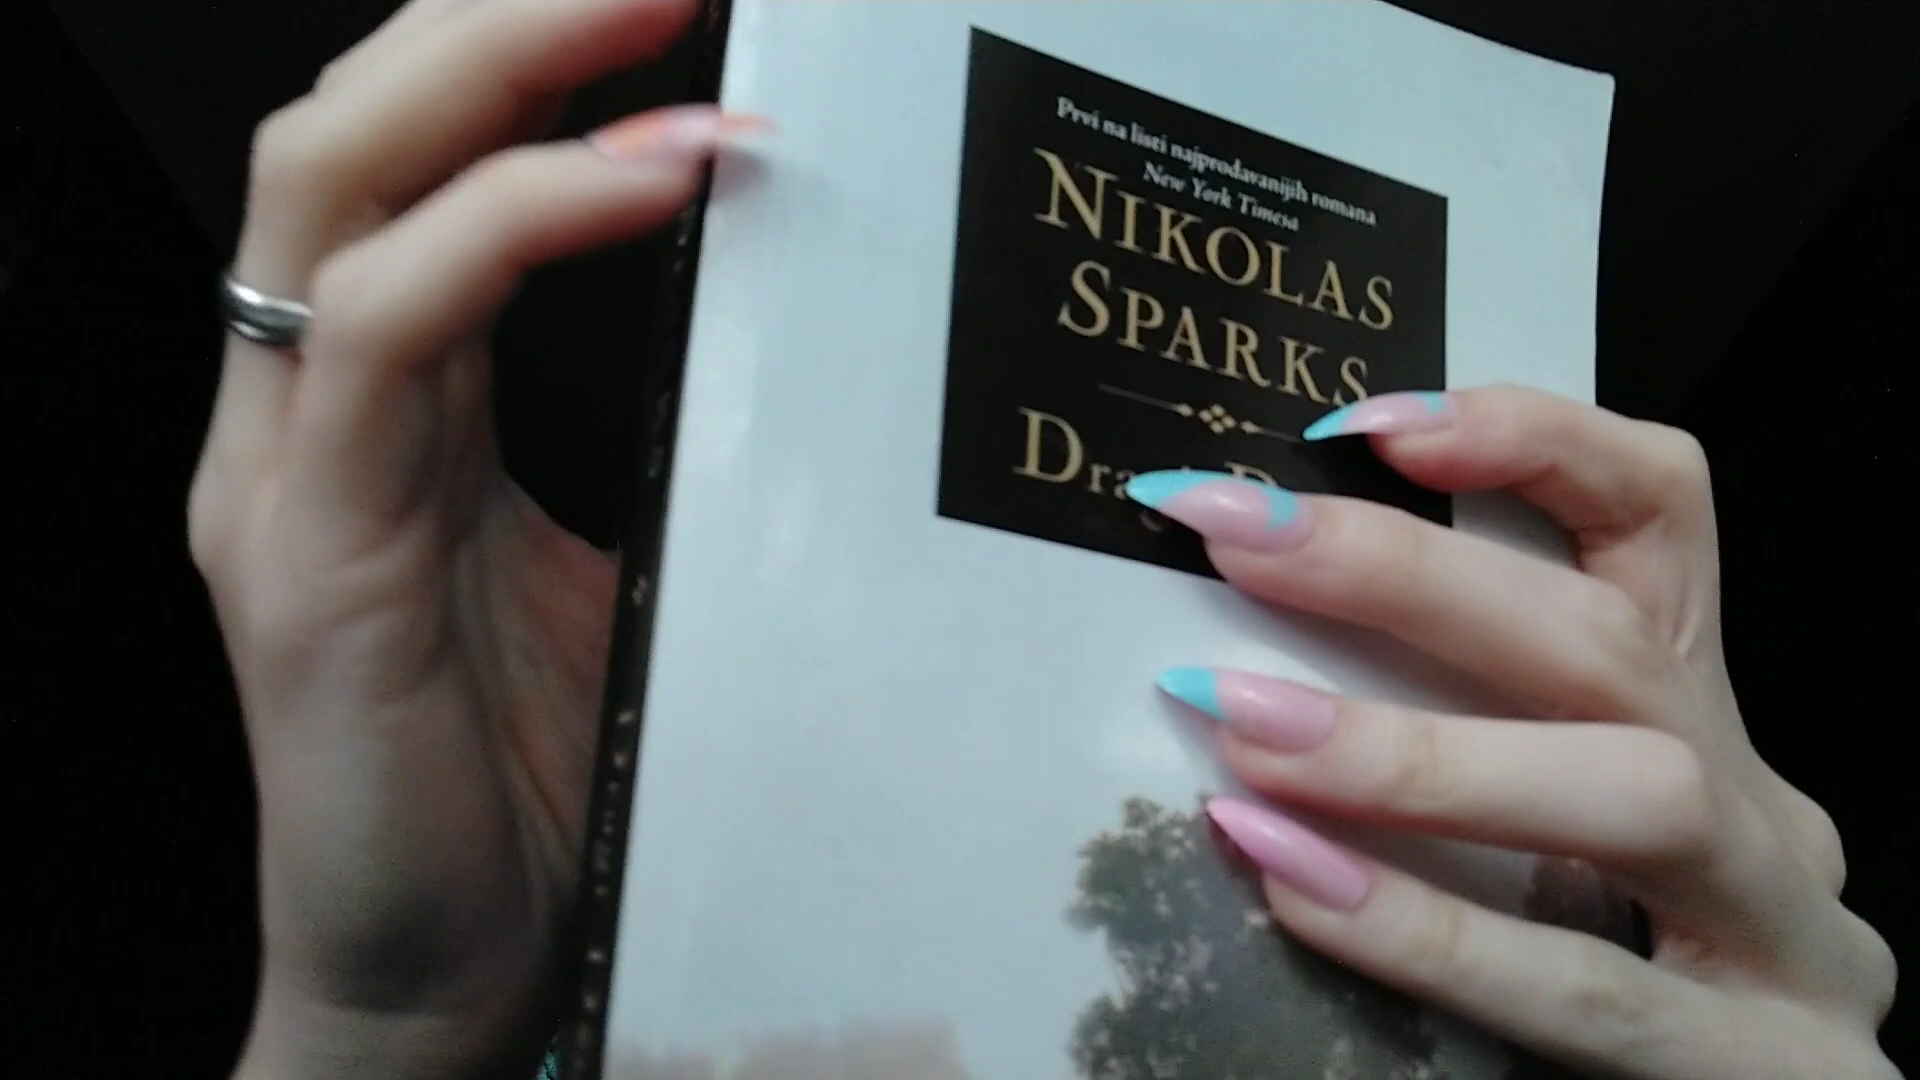 Prvi na listi najprodavanijih romana
New York Timesa
NIKOLAS
SPARKS